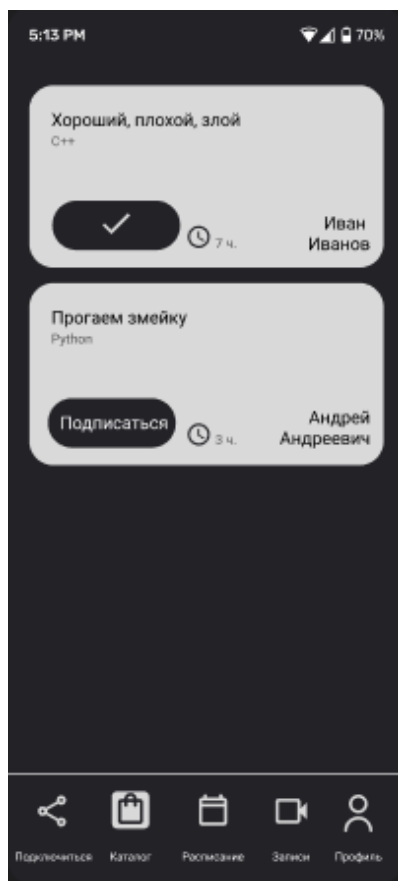 5:13 PM 70%
Хороший, плохой, злой
C++
7 ч.
Иван
Иванов
Прогаем змейку
Python
Подписаться
3 ч.
Андрей
Андреевич
Подключиться Каталог Расписание Записи Профиль